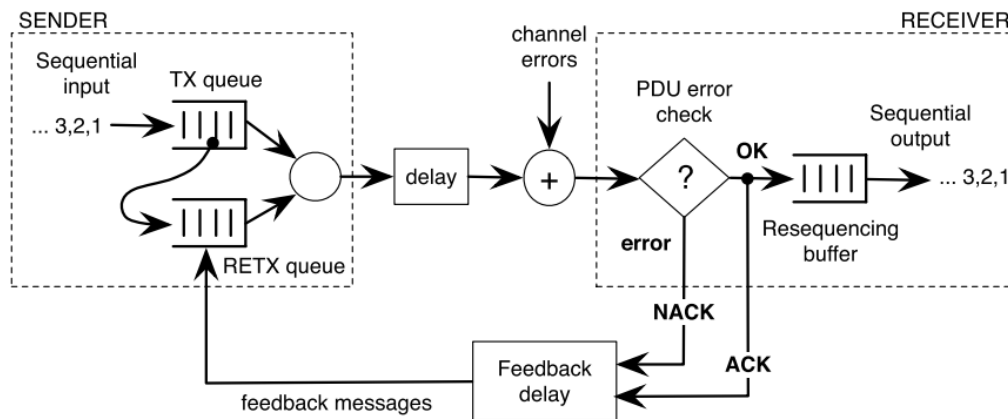 SENDER
RECEIVER
Sequential
input
TX queue
... 3,2,1
RETX queue
delay
channel
errors
+
PDU error
check
?
OK
error
Sequential
output
... 3,2,1
Resequencing
buffer
NACK
ACK
Feedback
delay
feedback messages